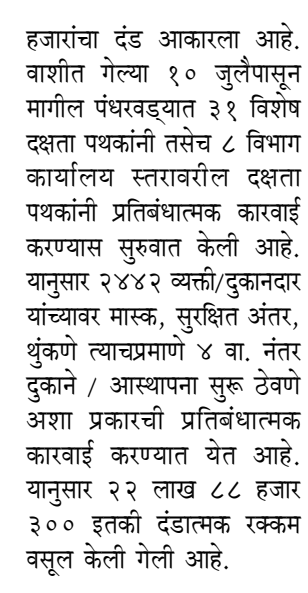 हजारांचा दंड आकारला आहे.
वाशीत गेल्या १० जुलैपासून
मागील पंधरवड्यात ३१ विशेष
दक्षता पथकांनी तसेच ८ विभाग
कार्यालय स्तरावरील दक्षता
पथकांनी प्रतिबंधात्मक कारवाई
करण्यास सुरुवात केली आहे.
यानुसार २४४२ व्यक्ती/दुकानदार
यांच्यावर मास्क, सुरक्षित अंतर,
थुंकणे त्याचप्रमाणे ४ वा. नंतर
दुकाने / आस्थापना सुरू ठेवणे
अशा प्रकारची प्रतिबंधात्मक
कारवाई करण्यात येत आहे.
यानुसार २२ लाख ८८ हजार
३०० इतकी दंडात्मक रक्कम
वसूल केली गेली आहे.